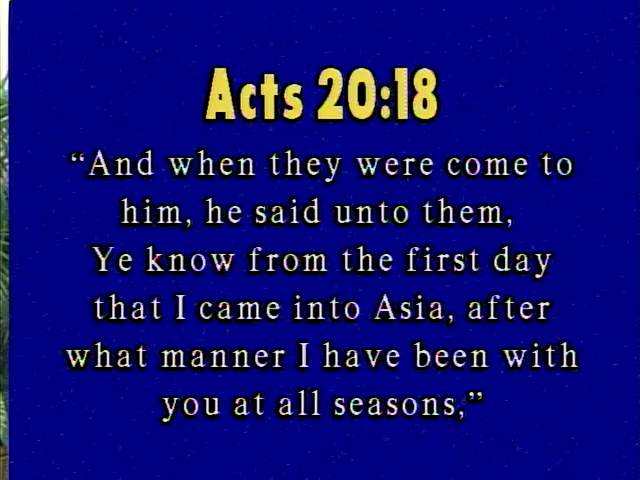 Acts 20:18
“And when they were come to
him, he said unto them,
Ye know from the first day
that I came into Asia, after
what manner I have been with
you at all seasons,”